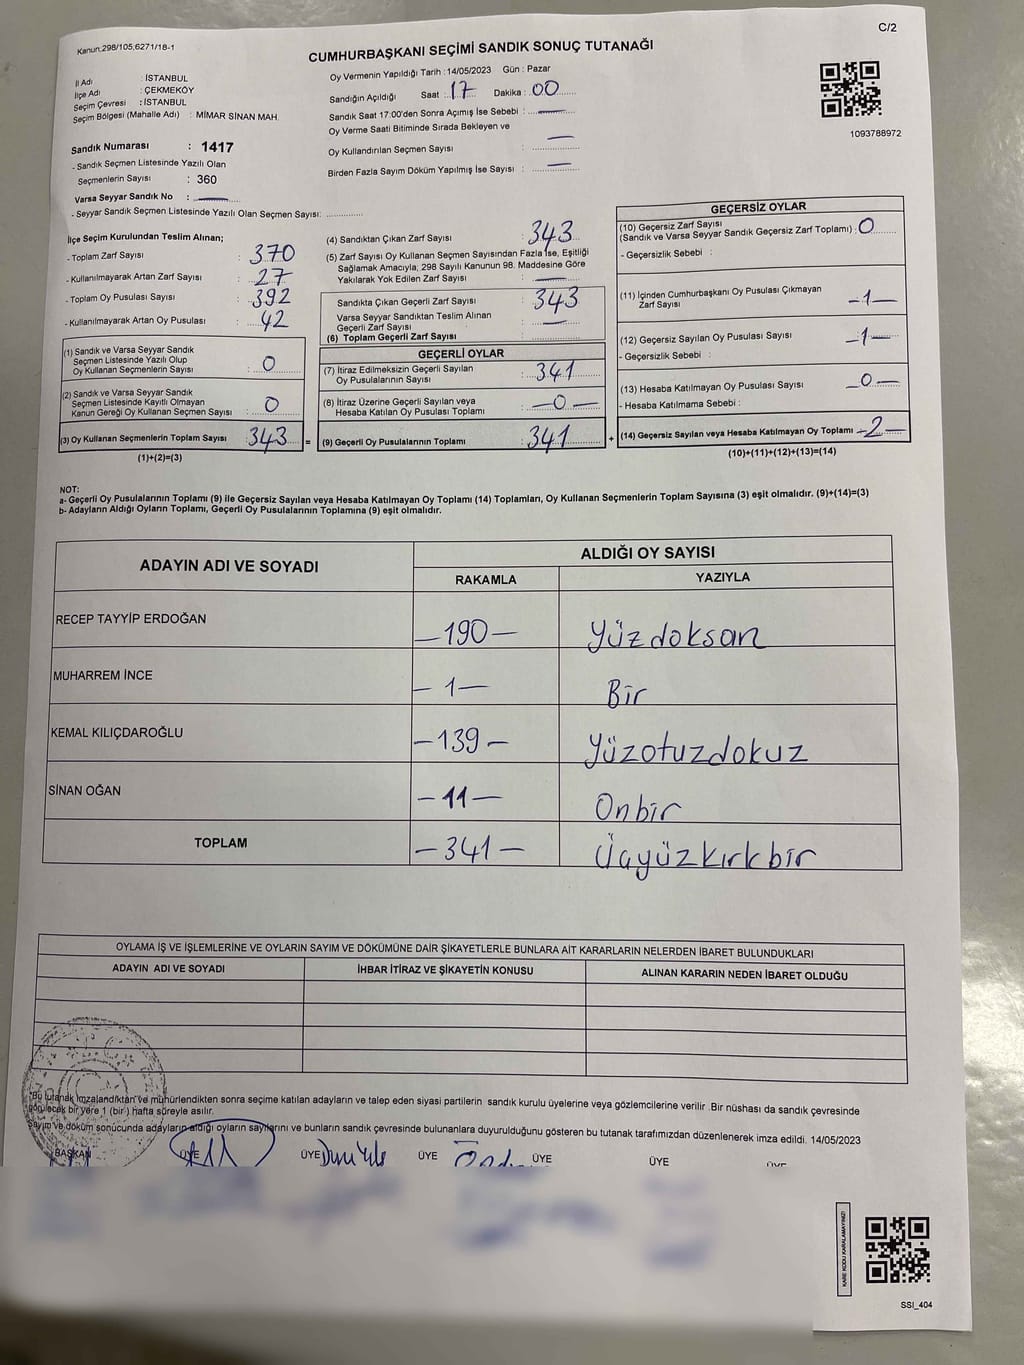 Kanun:298/105,6271/18-1
C/2
CUMHURBAŞKANI SEÇİMİ SANDIK SONUÇ TUTANAĞI
İl Adı : İSTANBUL
İlçe Adı : ÇEKMEKÖY
Seçim Çevresi : İSTANBUL
Seçim Bölgesi (Mahalle Adı) : MİMAR SİNAN MAH.
Sandık Numarası : 1417
- Sandık Seçmen Listesinde Yazılı Olan
Seçmenlerin Sayısı : 360
Varsa Seyyar Sandık No :
- Seyyar Sandık Seçmen Listesinde Yazılı Olan Seçmen Sayısı:
Oy Vermenin Yapıldığı Tarih : 14/05/2023 Gün : Pazar
Sandığın Açıldığı Saat : 17 Dakika : 00
Sandık Saat 17:00'den Sonra Açımış İse Sebebi : —
Oy Verme Saati Bitiminde Sırada Bekleyen ve
Oy Kullandırılan Seçmen Sayısı : —
Birden Fazla Sayım Döküm Yapılmış İse Sayısı : —
1093788972
İlçe Seçim Kurulundan Teslim Alınan;
- Toplam Zarf Sayısı : 370
- Kullanılmayarak Artan Zarf Sayısı : 27
- Toplam Oy Pusulası Sayısı : 392
- Kullanılmayarak Artan Oy Pusulası : 42
(1) Sandık ve Varsa Seyyar Sandık
Seçmen Listesinde Yazılı Olup
Oy Kullanan Seçmenlerin Sayısı : 0
(2) Sandık ve Varsa Seyyar Sandık
Seçmen Listesinde Kayıtlı Olmayan
Kanun Gereği Oy Kullanan Seçmen Sayısı : 0
(3) Oy Kullanan Seçmenlerin Toplam Sayısı : 343 =
(1)+(2)=(3)
(4) Sandıktan Çıkan Zarf Sayısı : 343
(5) Zarf Sayısı Oy Kullanan Seçmen Sayısından Fazla İse, Eşitliği
Sağlamak Amacıyla, 298 Sayılı Kanunun 98. Maddesine Göre
Yakılarak Yok Edilen Zarf Sayısı : —
Sandıkta Çıkan Geçerli Zarf Sayısı : 343
Varsa Seyyar Sandıktan Teslim Alınan
Geçerli Zarf Sayısı : —
(6) Toplam Geçerli Zarf Sayısı :
GEÇERLİ OYLAR
(7) İtiraz Edilmeksizin Geçerli Sayılan
Oy Pusulalarının Sayısı : 341
(8) İtiraz Üzerine Geçerli Sayılan veya
Hesaba Katılan Oy Pusulası Toplamı : —0—
(9) Geçerli Oy Pusulalarının Toplamı : 341 +
GEÇERSİZ OYLAR
(10) Geçersiz Zarf Sayısı
(Sandık ve Varsa Seyyar Sandık Geçersiz Zarf Toplamı) : 0
- Geçersizlik Sebebi :
(11) İçinden Cumhurbaşkanı Oy Pusulası Çıkmayan
Zarf Sayısı —1—
(12) Geçersiz Sayılan Oy Pusulası Sayısı —1—
- Geçersizlik Sebebi :
(13) Hesaba Katılmayan Oy Pusulası Sayısı —0—
- Hesaba Katılmama Sebebi :
(14) Geçersiz Sayılan veya Hesaba Katılmayan Oy Toplamı —2—
(10)+(11)+(12)+(13)=(14)
NOT:
a- Geçerli Oy Pusulalarının Toplamı (9) ile Geçersiz Sayılan veya Hesaba Katılmayan Oy Toplamı (14) Toplamları, Oy Kullanan Seçmenlerin Toplam Sayısına (3) eşit olmalıdır. (9)+(14)=(3)
b- Adayların Aldığı Oyların Toplamı, Geçerli Oy Pusulalarının Toplamına (9) eşit olmalıdır.
ADAYIN ADI VE SOYADI
ALDIĞI OY SAYISI
RAKAMLA YAZIYLA
RECEP TAYYİP ERDOĞAN —190— Yüzdoksan
MUHARREM İNCE —1— Bir
KEMAL KILIÇDAROĞLU —139— Yüzotuzdokuz
SİNAN OĞAN —11— Onbir
TOPLAM —341— Üçyüzkırkbir
OYLAMA İŞ VE İŞLEMLERİNE VE OYLARIN SAYIM VE DÖKÜMÜNE DAİR ŞİKAYETLERLE BUNLARA AİT KARARLARIN NELERDEN İBARET BULUNDUKLARI
ADAYIN ADI VE SOYADI İHBAR İTİRAZ VE ŞİKAYETİN KONUSU ALINAN KARARIN NEDEN İBARET OLDUĞU
*Bu tutanak imzalandıktan ve mühürlendikten sonra seçime katılan adayların ve talep eden siyasi partilerin sandık kurulu üyelerine veya gözlemcilerine verilir .Bir nüshası da sandık çevresinde
görülecek bir yere 1 (bir ) hafta süreyle asılır.
Sayım ve döküm sonucunda adayların aldığı oyların sayılarını ve bunların sandık çevresinde bulunanlara duyurulduğunu gösteren bu tutanak tarafımızdan düzenlenerek imza edildi. 14/05/2023
BAŞKAN ÜYE ÜYE ÜYE ÜYE ÜYE
KARE KODU KARALAMAYINIZ!
SSI_404